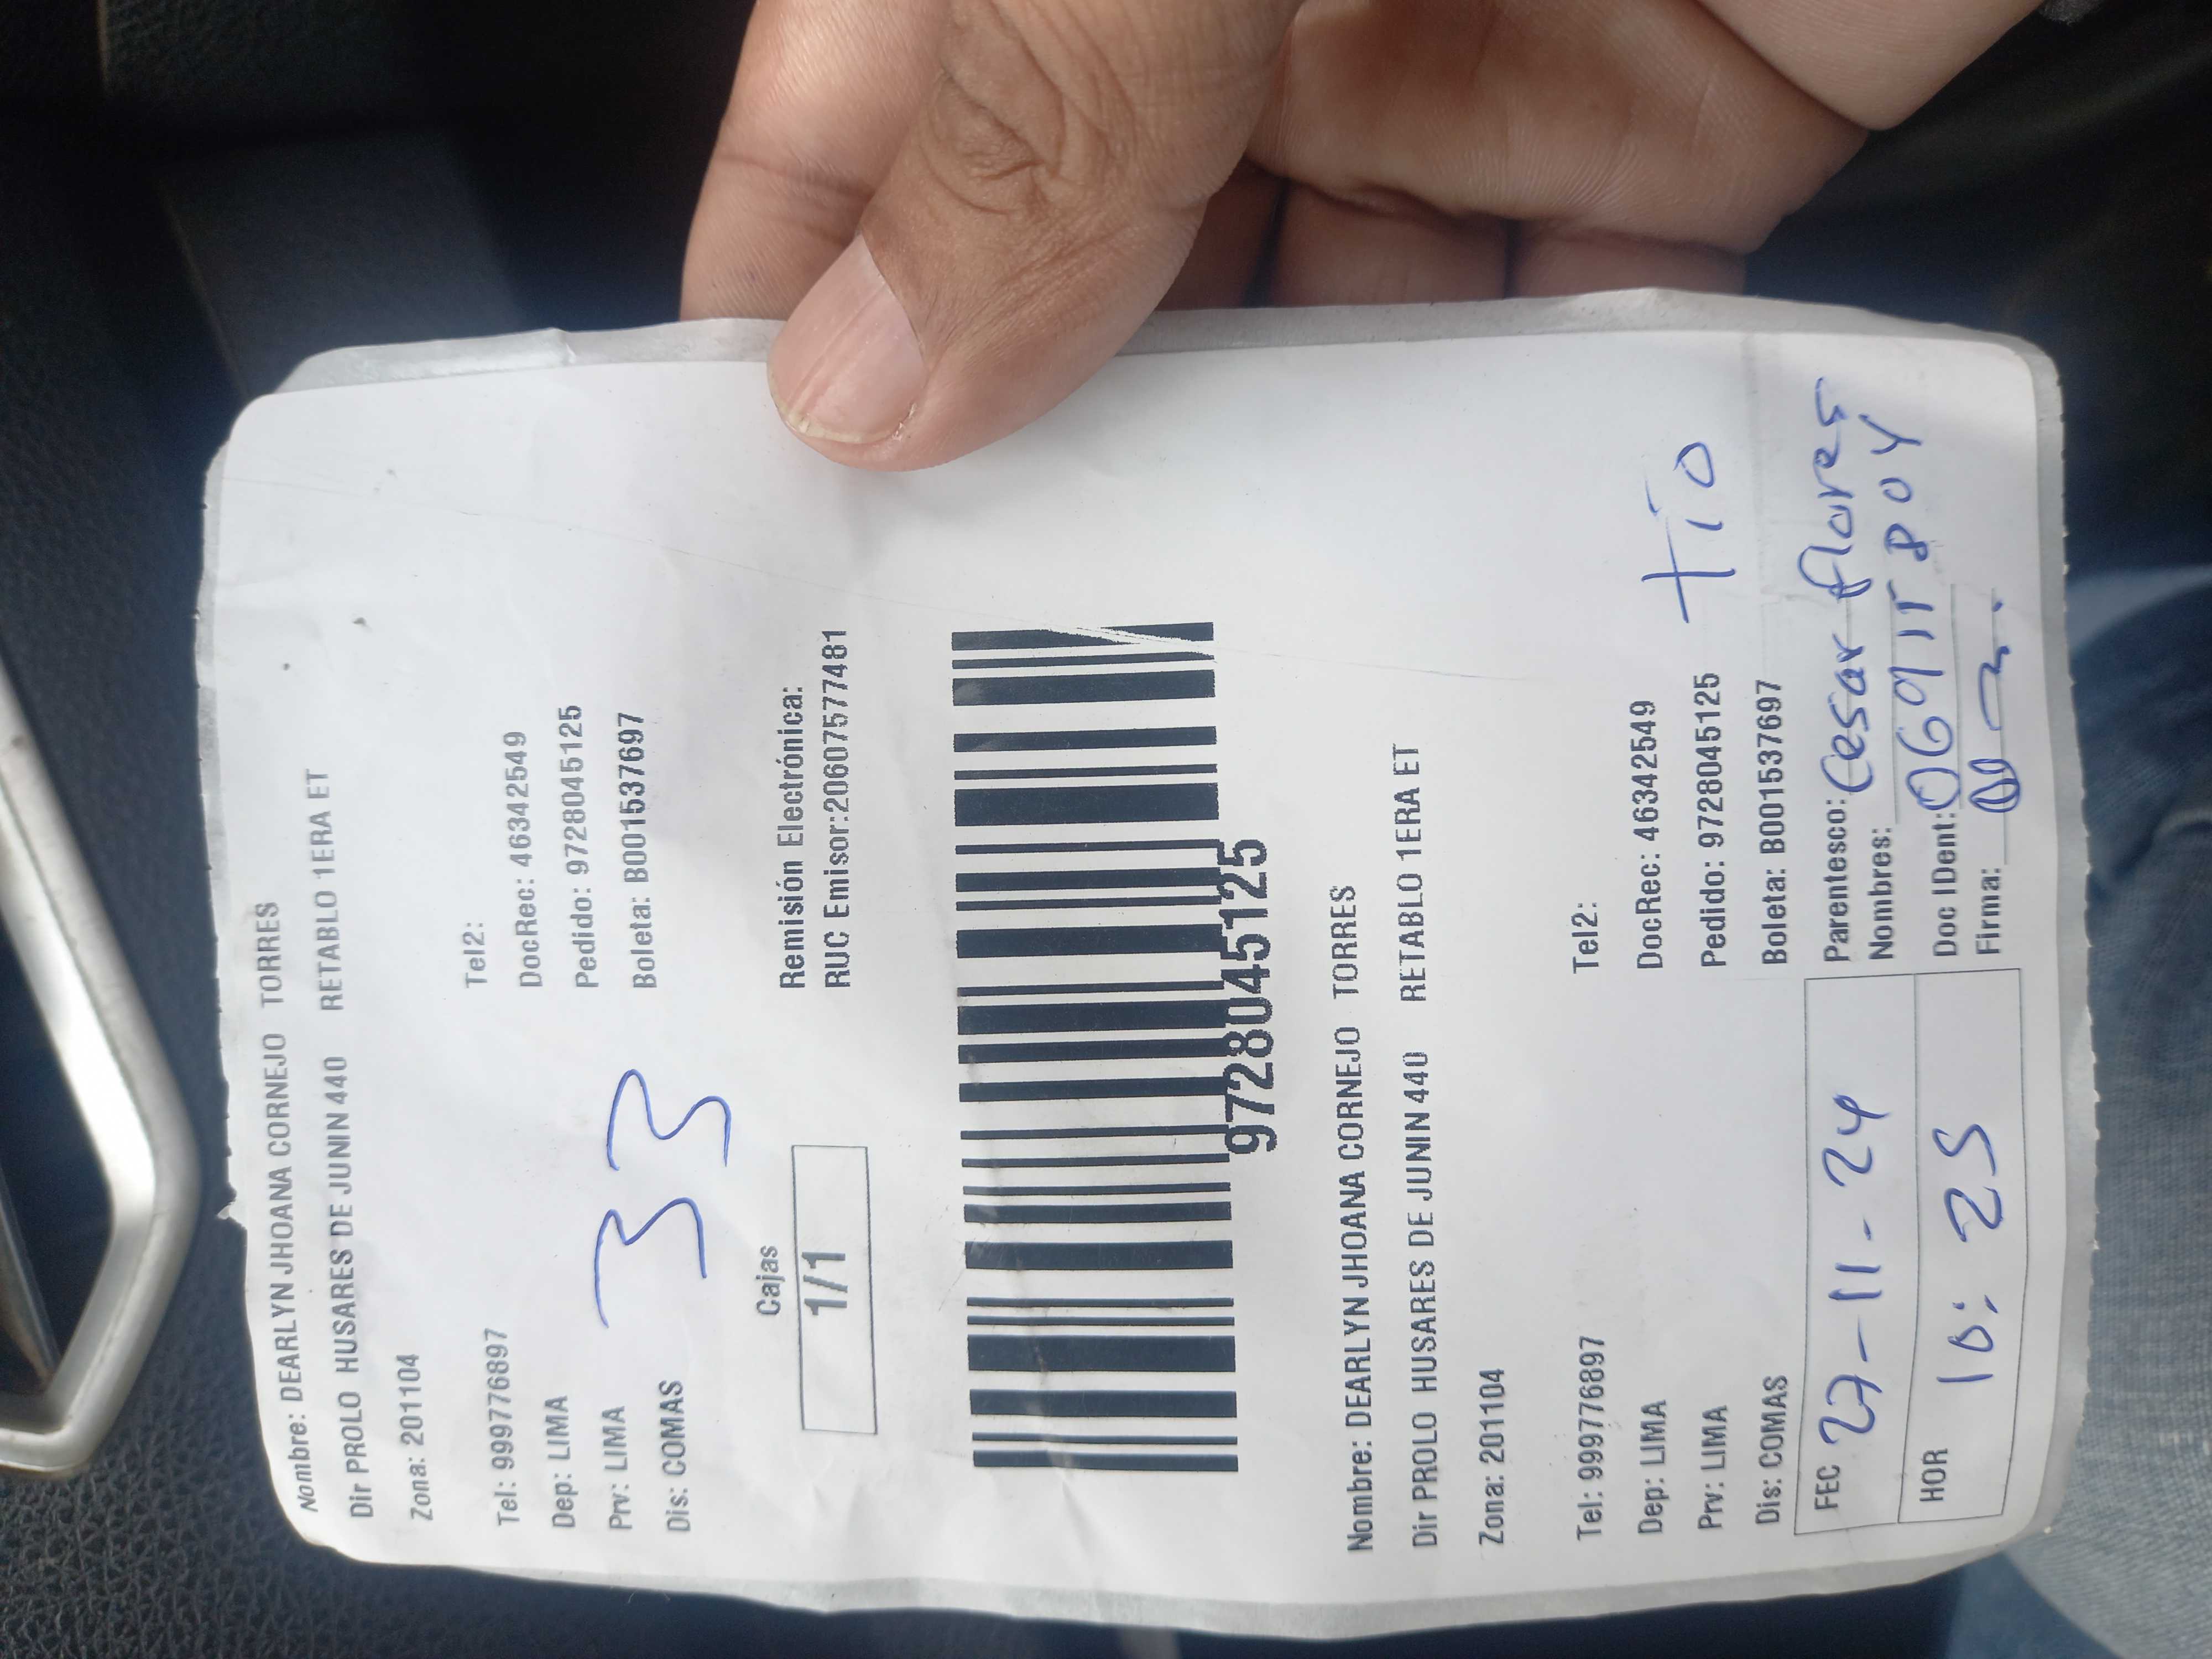 Nombre: DEARLYN JHOANA CORNEJO TORRES
Dir PROLO HUSARES DE JUNIN 440 RETABLO 1ERA ET
Zona: 201104
Tel: 999776897 Tel2:
Dep: LIMA DocRec: 46342549
Prv: LIMA Pedido: 9728045125
Dis: COMAS Boleta: B001537697
33
Cajas
1/1
Remisión Electrónica:
RUC Emisor:20607577481
9728045125
Nombre: DEARLYN JHOANA CORNEJO TORRES
Dir PROLO HUSARES DE JUNIN 440 RETABLO 1ERA ET
Zona: 201104
Tel: 999776897 Tel2:
Dep: LIMA DocRec: 46342549
Prv: LIMA Pedido: 9728045125
Dis: COMAS Boleta: B001537697
tio
FEC 27-11-24
HOR 10:25
Parentesco: Cesar flores
Nombres:
Doc IDent:
Firma: